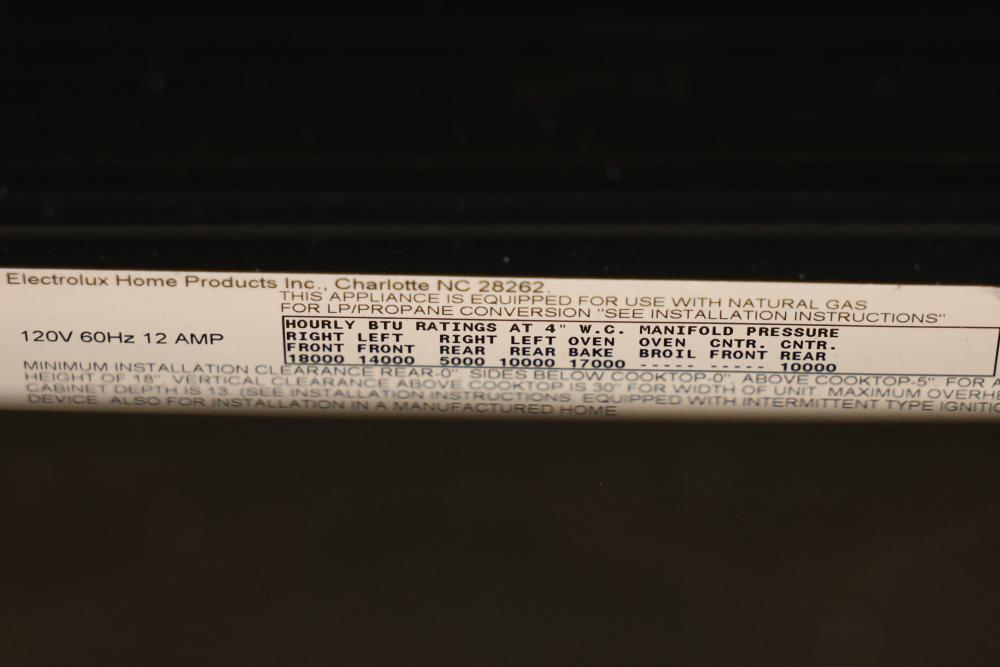 Electrolux Home Products Inc., Charlotte NC 28262
THIS APPLIANCE IS EQUIPPED FOR USE WITH NATURAL GAS
FOR LP/PROPANE CONVERSION "SEE INSTALLATION INSTRUCTIONS"
120V 60Hz 12 AMP
HOURLY BTU RATINGS AT 4" W.C. MANIFOLD PRESSURE
RIGHT LEFT RIGHT LEFT OVEN OVEN CNTR. CNTR.
FRONT FRONT REAR REAR BAKE BROIL FRONT REAR
18000 14000 5000 10000 17000 ----- ----- 10000
MINIMUM INSTALLATION CLEARANCE REAR-0" SIDES BELOW COOKTOP-0", ABOVE COOKTOP-5" FOR A
HEIGHT OF 18", VERTICAL CLEARANCE ABOVE COOKTOP IS 30" FOR WIDTH OF UNIT. MAXIMUM OVERHE
ABINET DEPTH IS 13" (SEE INSTALLATION INSTRUCTIONS. EQUIPPED WITH INTERMITTENT TYPE IGNITIO
DEVICE. ALSO FOR INSTALLATION IN A MANUFACTURED HOME.